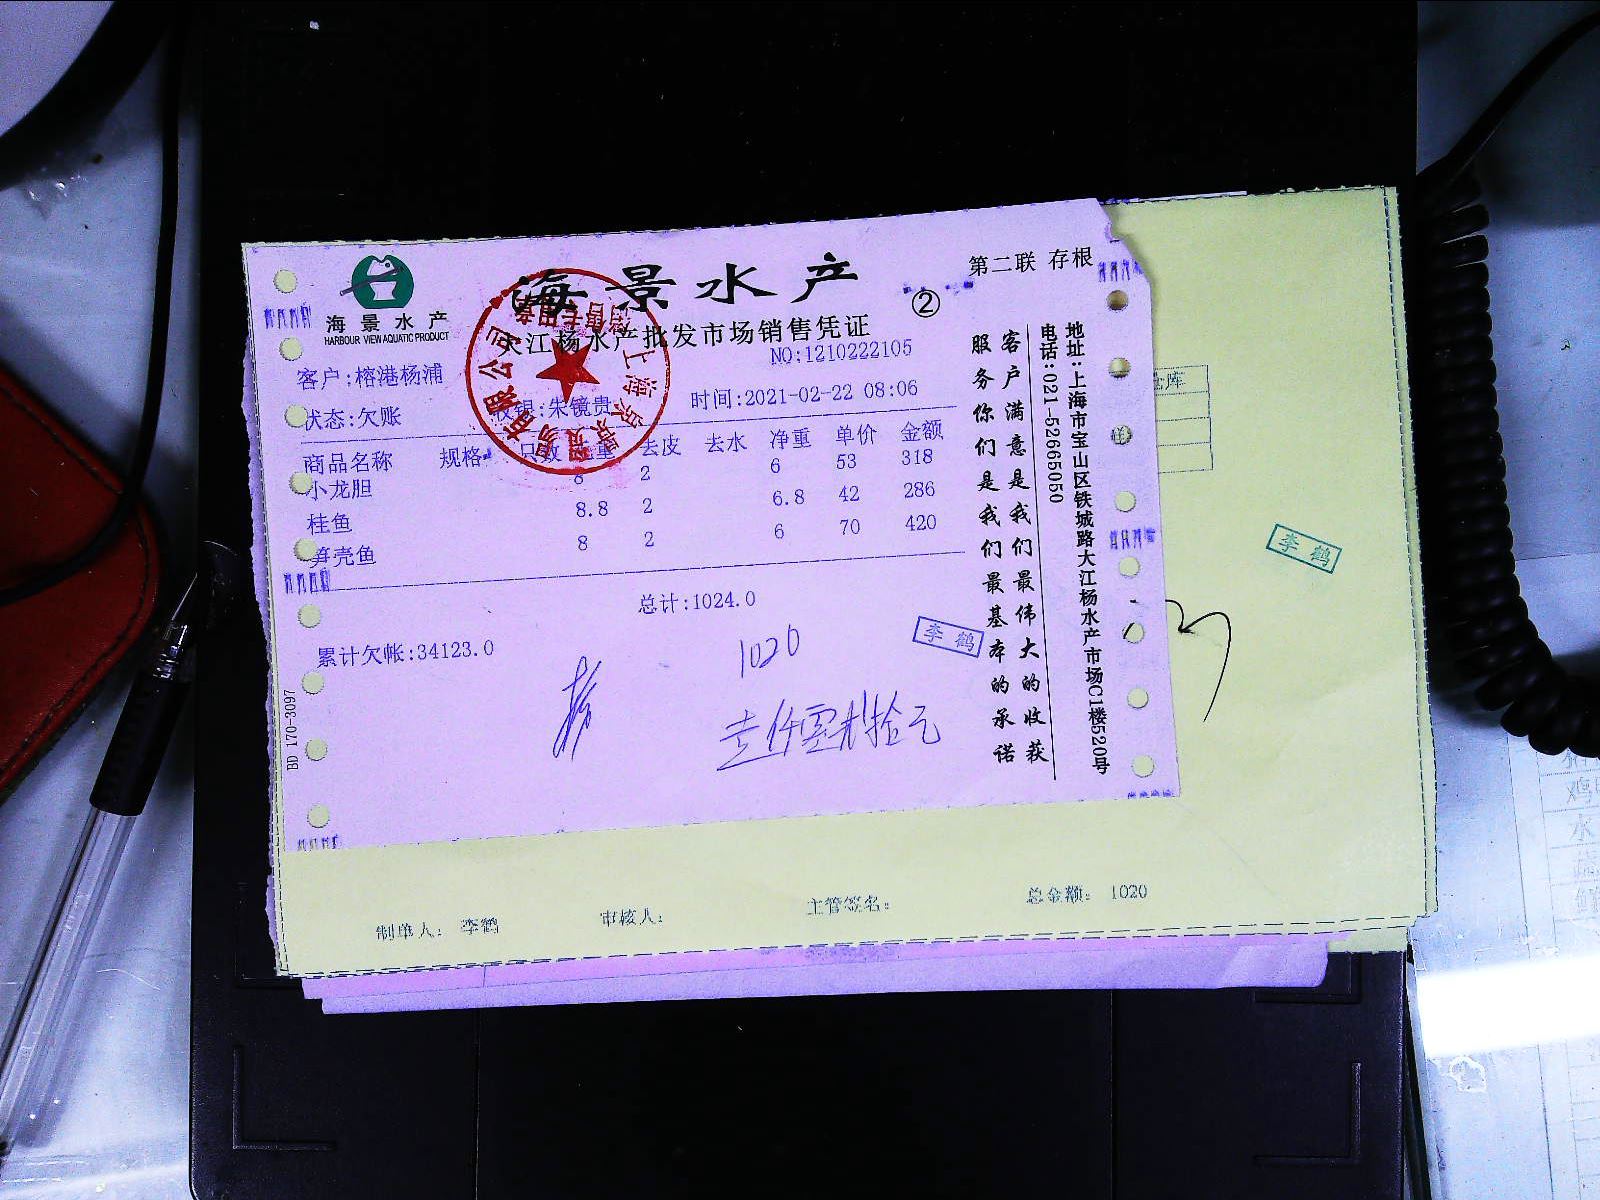 海景水产
第二联 存根
②
海景水产
HARBOUR VIEW AQUATIC PRODUCT
大江杨水产批发市场销售凭证
NO:1210222105
客户:榕港杨浦
状态:欠账
收银:朱镜贵
时间:2021-02-22 08:06
商品名称 规格 只数 毛重 去皮 去水 净重 单价 金额
小龙胆 8 2 6 53 318
桂鱼 8.8 2 6.8 42 286
笋壳鱼 8 2 6 70 420
总计:1024.0
累计欠帐:34123.0
1020
壹仟零贰拾元
李鹤
客户满意是我们最伟大的收获
服务你们是我们最基本的承诺
地址:上海市宝山区铁城路大江杨水产市场C1楼520号
电话:021-52665050
BD 170-3097
仓库
李鹤
制单人: 李鹤 审核人: 主管签名: 总金额: 1020